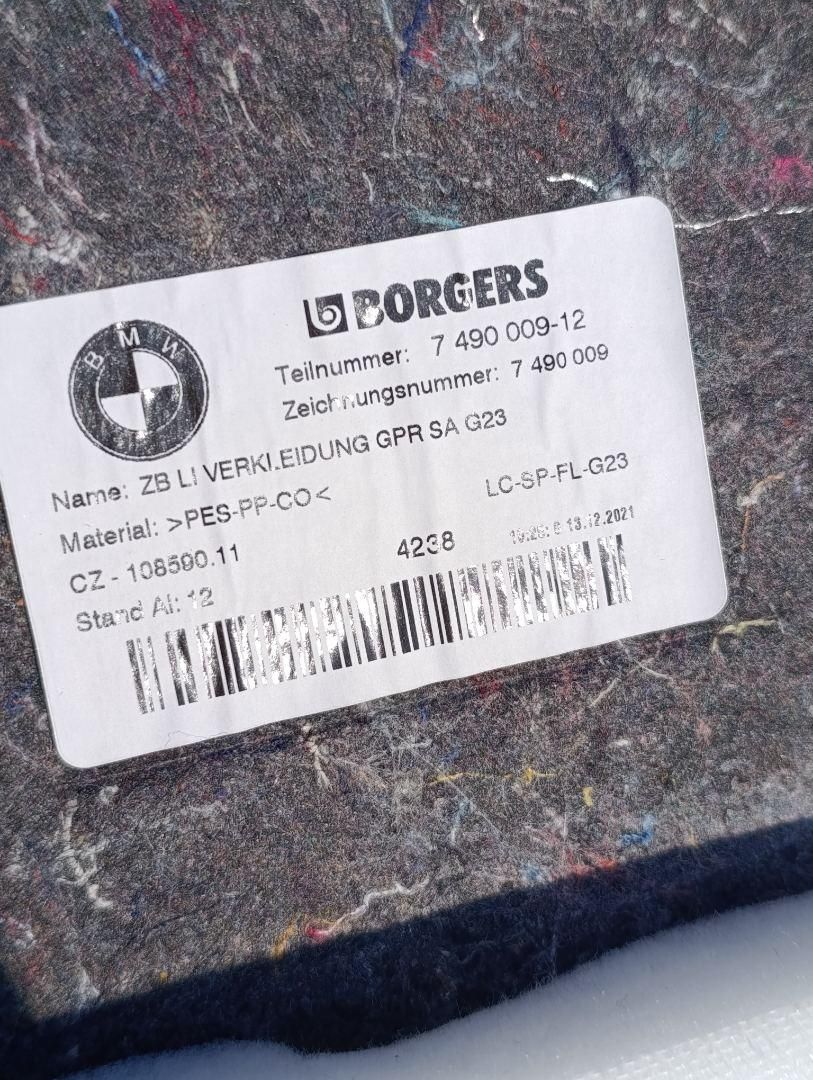 BMW
BORGERS
Teilnummer: 7 490 009-12
Zeichnungsnummer: 7 490 009
Name: ZB LI VERKLEIDUNG GPR SA G23
Material: >PES-PP-CO< LC-SP-FL-G23
CZ - 108590.11 4238 13.12.2021
Stand AI: 12